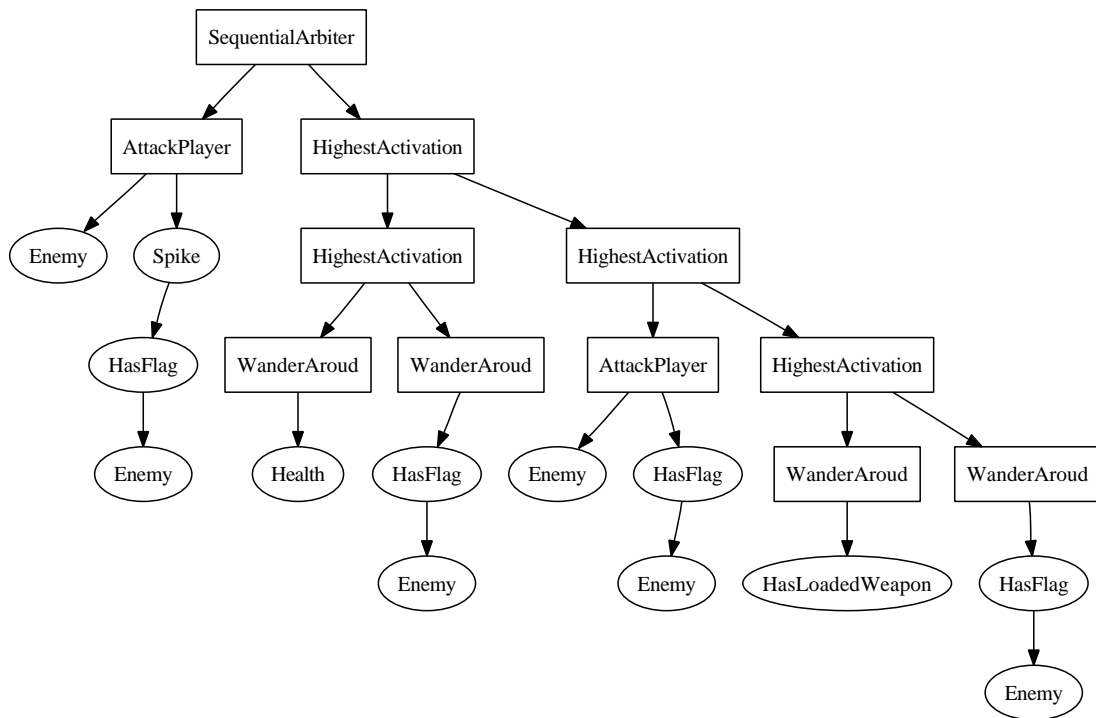 SequentialArbiter
AttackPlayer
HighestActivation
Enemy
Spike
HighestActivation
HighestActivation
HasFlag
WanderAroud
WanderAroud
AttackPlayer
HighestActivation
Enemy
Health
HasFlag
Enemy
HasFlag
WanderAroud
WanderAroud
Enemy
Enemy
HasLoadedWeapon
HasFlag
Enemy